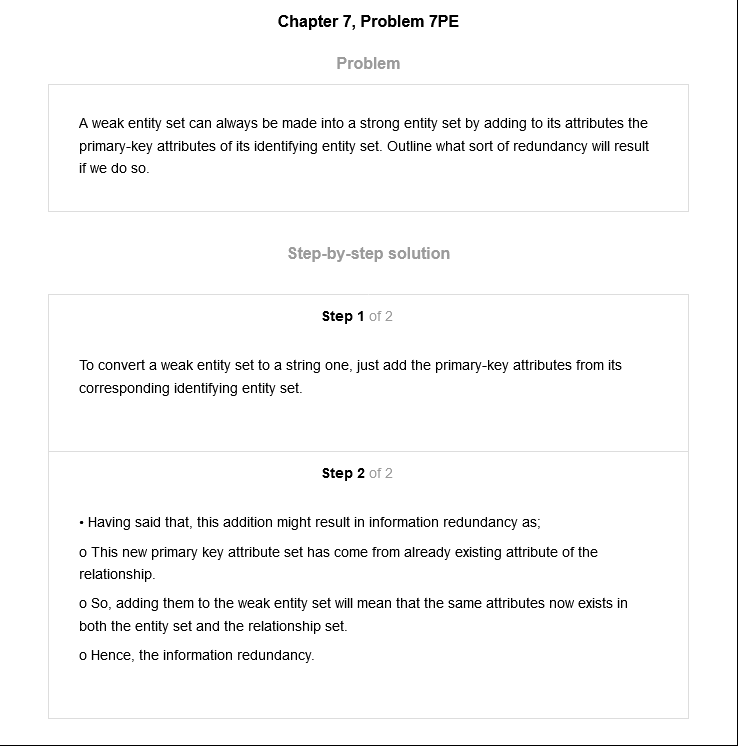 Chapter 7, Problem 7PE
Problem
A weak entity set can always be made into a strong entity set by adding to its attributes the
primary-key attributes of its identifying entity set. Outline what sort of redundancy will result
if we do so.
Step-by-step solution
Step 1 of 2
To convert a weak entity set to a string one, just add the primary-key attributes from its
corresponding identifying entity set.
Step 2 of 2
• Having said that, this addition might result in information redundancy as;
o This new primary key attribute set has come from already existing attribute of the
relationship.
o So, adding them to the weak entity set will mean that the same attributes now exists in
both the entity set and the relationship set.
o Hence, the information redundancy.